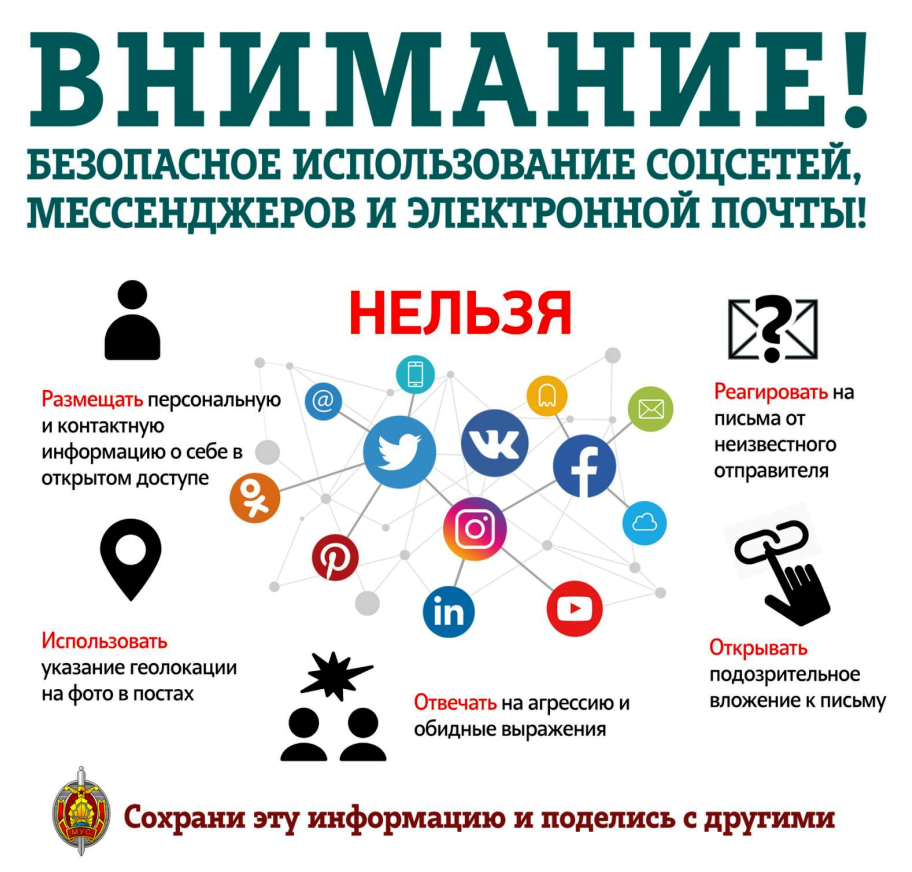 ВНИМАНИЕ!
БЕЗОПАСНОЕ ИСПОЛЬЗОВАНИЕ СОЦСЕТЕЙ,
МЕССЕНДЖЕРОВ И ЭЛЕКТРОННОЙ ПОЧТЫ!
НЕЛЬЗЯ
Размещать персональную
и контактную
информацию о себе в
открытом доступе
Реагировать на
письма от
неизвестного
отправителя
Использовать
указание геолокации
на фото в постах
Открывать
подозрительное
вложение к письму
Отвечать на агрессию и
обидные выражения
МУС
Сохрани эту информацию и поделись с другими